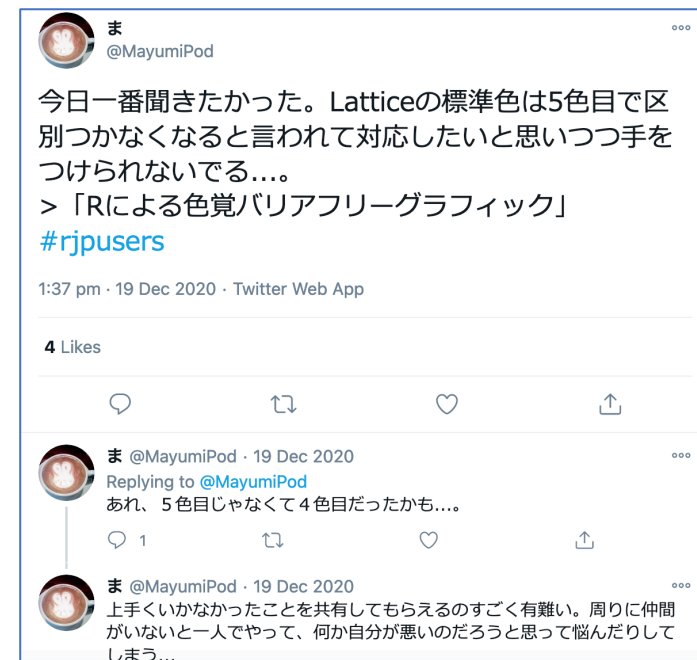 ま
@MayumiPod
今日一番聞きたかった。Latticeの標準色は5色目で区
別つかなくなると言われて対応したいと思いつつ手を
つけられないでる...。
>「Rによる色覚バリアフリーグラフィック」
#rjpusers
1:37 pm · 19 Dec 2020 · Twitter Web App
4 Likes
ま @MayumiPod · 19 Dec 2020
Replying to @MayumiPod
あれ、５色目じゃなくて４色目だったかも...。
1
ま @MayumiPod · 19 Dec 2020
上手くいかなかったことを共有してもらえるのすごく有難い。周りに仲間
がいないと一人でやって、何か自分が悪いのだろうと思って悩んだりして
しまう...